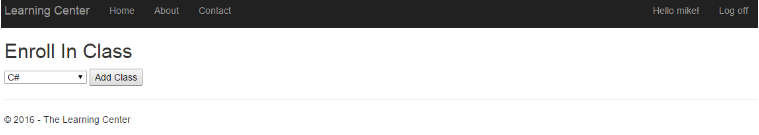 Learning Center Home About Contact Hello mike! Log off
Enroll In Class
C# Add Class
© 2016 - The Learning Center